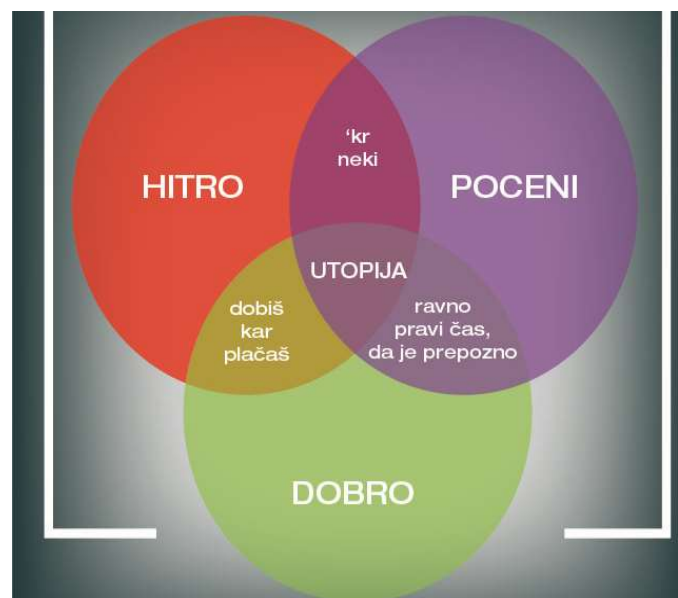 'kr
neki
HITRO
POCENI
UTOPIJA
dobiš
kar
plačaš
ravno
pravi čas,
da je prepozno
DOBRO